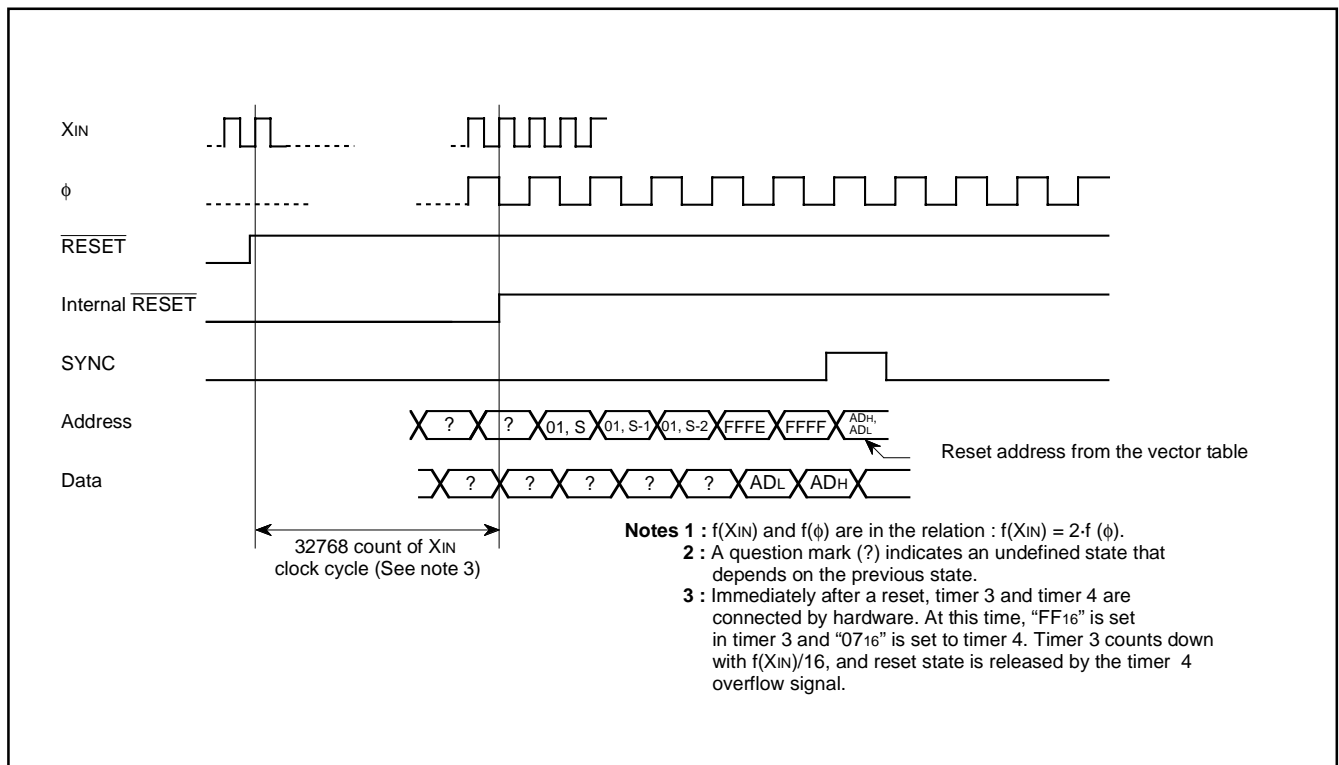 XIN
ϕ
RESET
Internal RESET
SYNC
Address
? ? 01, S 01, S-1 01, S-2 FFFE FFFF ADH,
ADL
Reset address from the vector table
Data
? ? ? ? ? ADL ADH
32768 count of XIN
clock cycle (See note 3)
Notes 1 : f(XIN) and f(ϕ) are in the relation : f(XIN) = 2·f (ϕ).
2 : A question mark (?) indicates an undefined state that
depends on the previous state.
3 : Immediately after a reset, timer 3 and timer 4 are
connected by hardware. At this time, “FF16” is set
in timer 3 and “0716” is set to timer 4. Timer 3 counts down
with f(XIN)/16, and reset state is released by the timer 4
overflow signal.